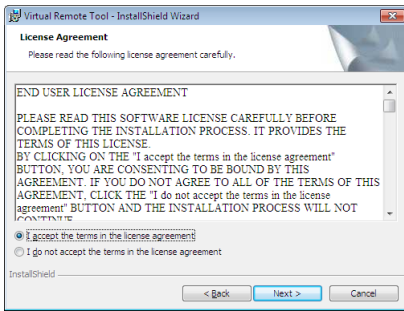 Virtual Remote Tool - InstallShield Wizard
License Agreement
Please read the following license agreement carefully.
END USER LICENSE AGREEMENT
PLEASE READ THIS SOFTWARE LICENSE CAREFULLY BEFORE
COMPLETING THE INSTALLATION PROCESS. IT PROVIDES THE
TERMS OF THIS LICENSE.
BY CLICKING ON THE "I accept the terms in the license agreement"
BUTTON, YOU ARE CONSENTING TO BE BOUND BY THIS
AGREEMENT. IF YOU DO NOT AGREE TO ALL OF THE TERMS OF THIS
AGREEMENT, CLICK THE "I do not accept the terms in the license
agreement" BUTTON AND THE INSTALLATION PROCESS WILL NOT
CONTINUE.
I accept the terms in the license agreement
I do not accept the terms in the license agreement
InstallShield
< Back Next > Cancel